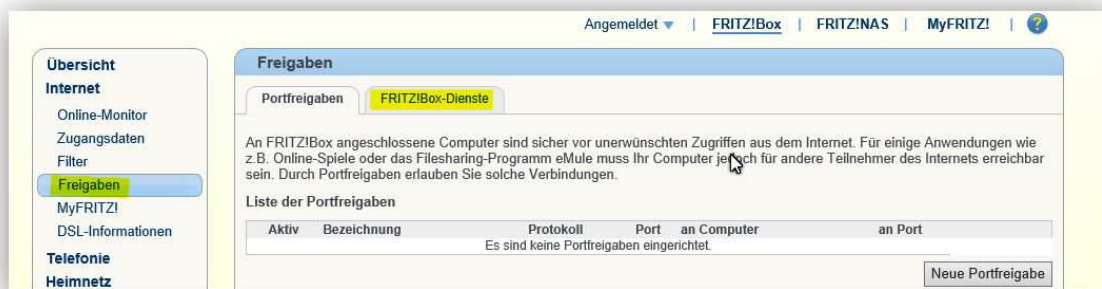 Angemeldet | FRITZ!Box | FRITZ!NAS | MyFRITZ! | ?
Übersicht
Internet
Online-Monitor
Zugangsdaten
Filter
Freigaben
MyFRITZ!
DSL-Informationen
Telefonie
Heimnetz
Freigaben
Portfreigaben FRITZ!Box-Dienste
An FRITZ!Box angeschlossene Computer sind sicher vor unerwünschten Zugriffen aus dem Internet. Für einige Anwendungen wie
z.B. Online-Spiele oder das Filesharing-Programm eMule muss Ihr Computer jedoch für andere Teilnehmer des Internets erreichbar
sein. Durch Portfreigaben erlauben Sie solche Verbindungen.
Liste der Portfreigaben
Aktiv Bezeichnung Protokoll Port an Computer an Port
Es sind keine Portfreigaben eingerichtet.
Neue Portfreigabe